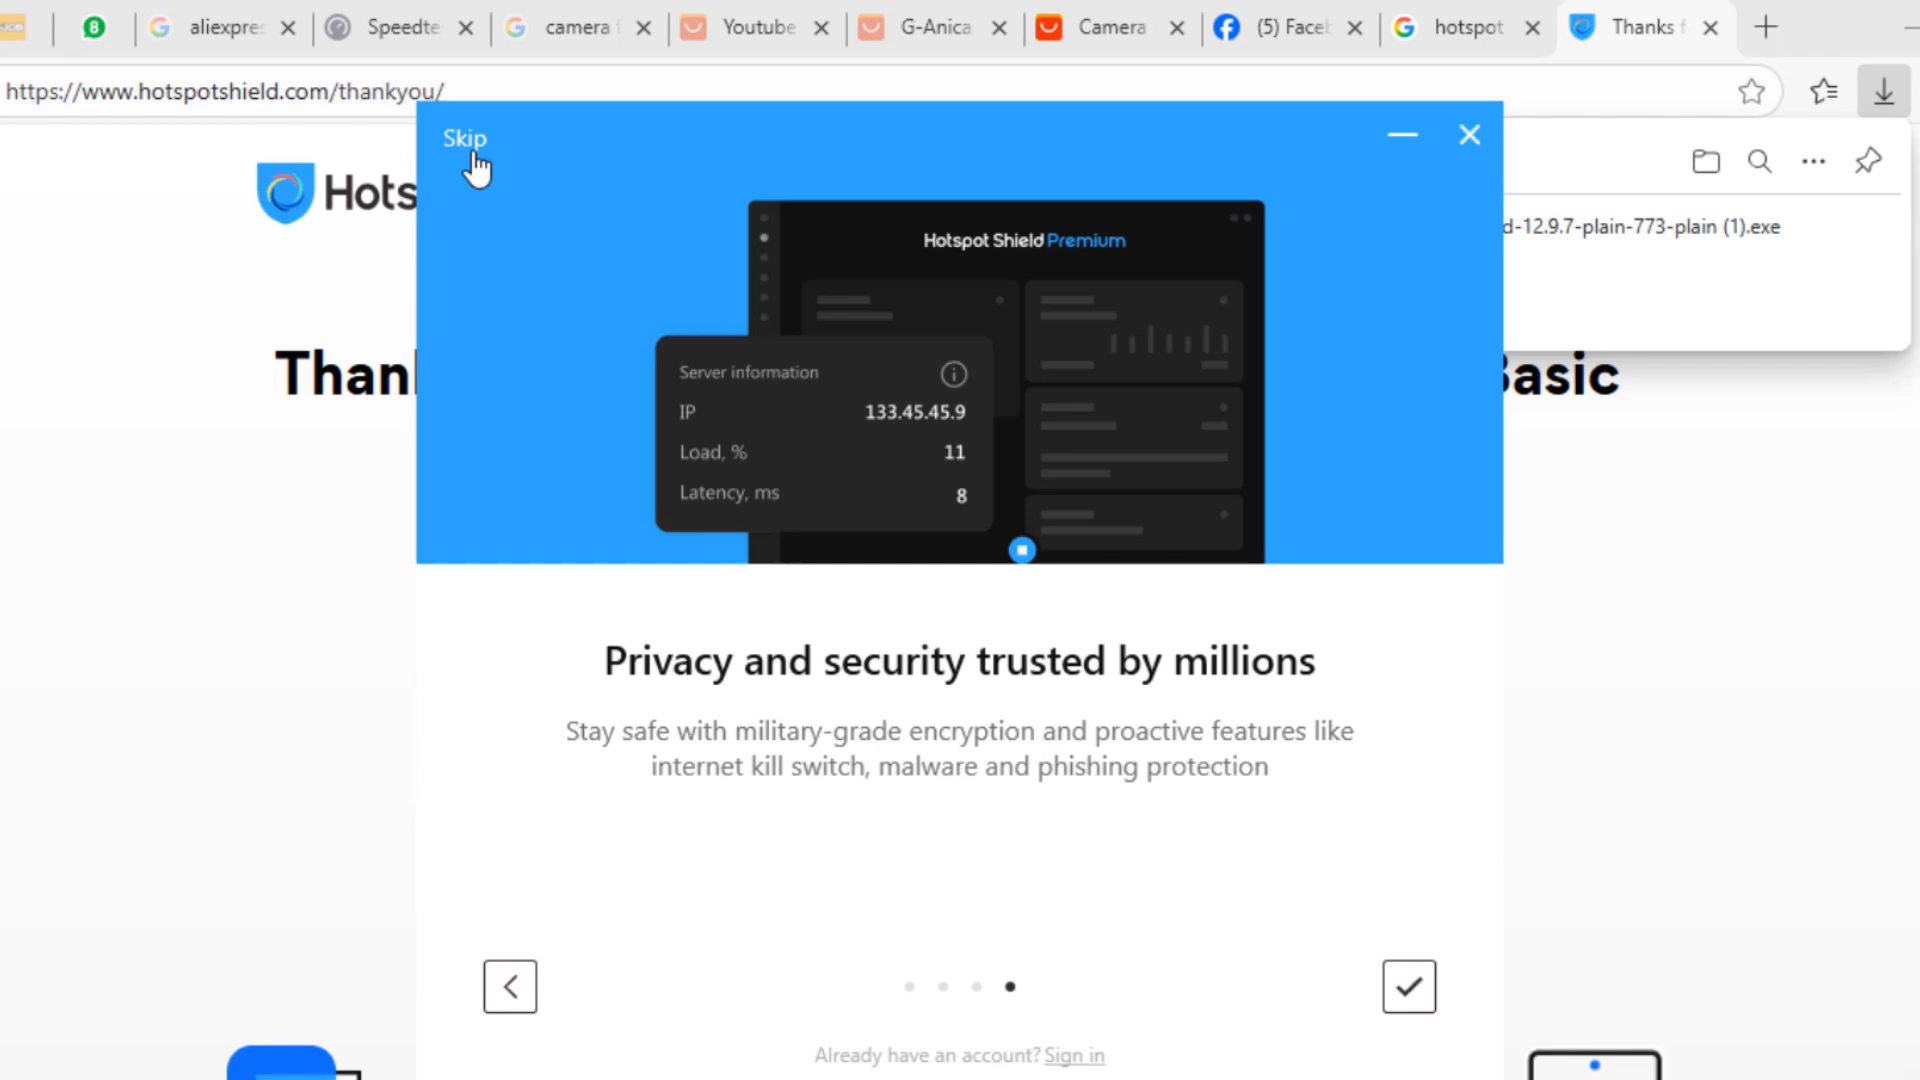 8
aliexpre
Speedte
camera
Youtube
G-Anica
Camera
(5) Faceb
hotspot
Thanks f
https://www.hotspotshield.com/thankyou/
Skip
Hots
d-12.9.7-plain-773-plain (1).exe
Hotspot Shield Premium
Than
Basic
Server information
IP 133.45.45.9
Load, % 11
Latency, ms 8
Privacy and security trusted by millions
Stay safe with military-grade encryption and proactive features like
internet kill switch, malware and phishing protection
Already have an account? Sign in